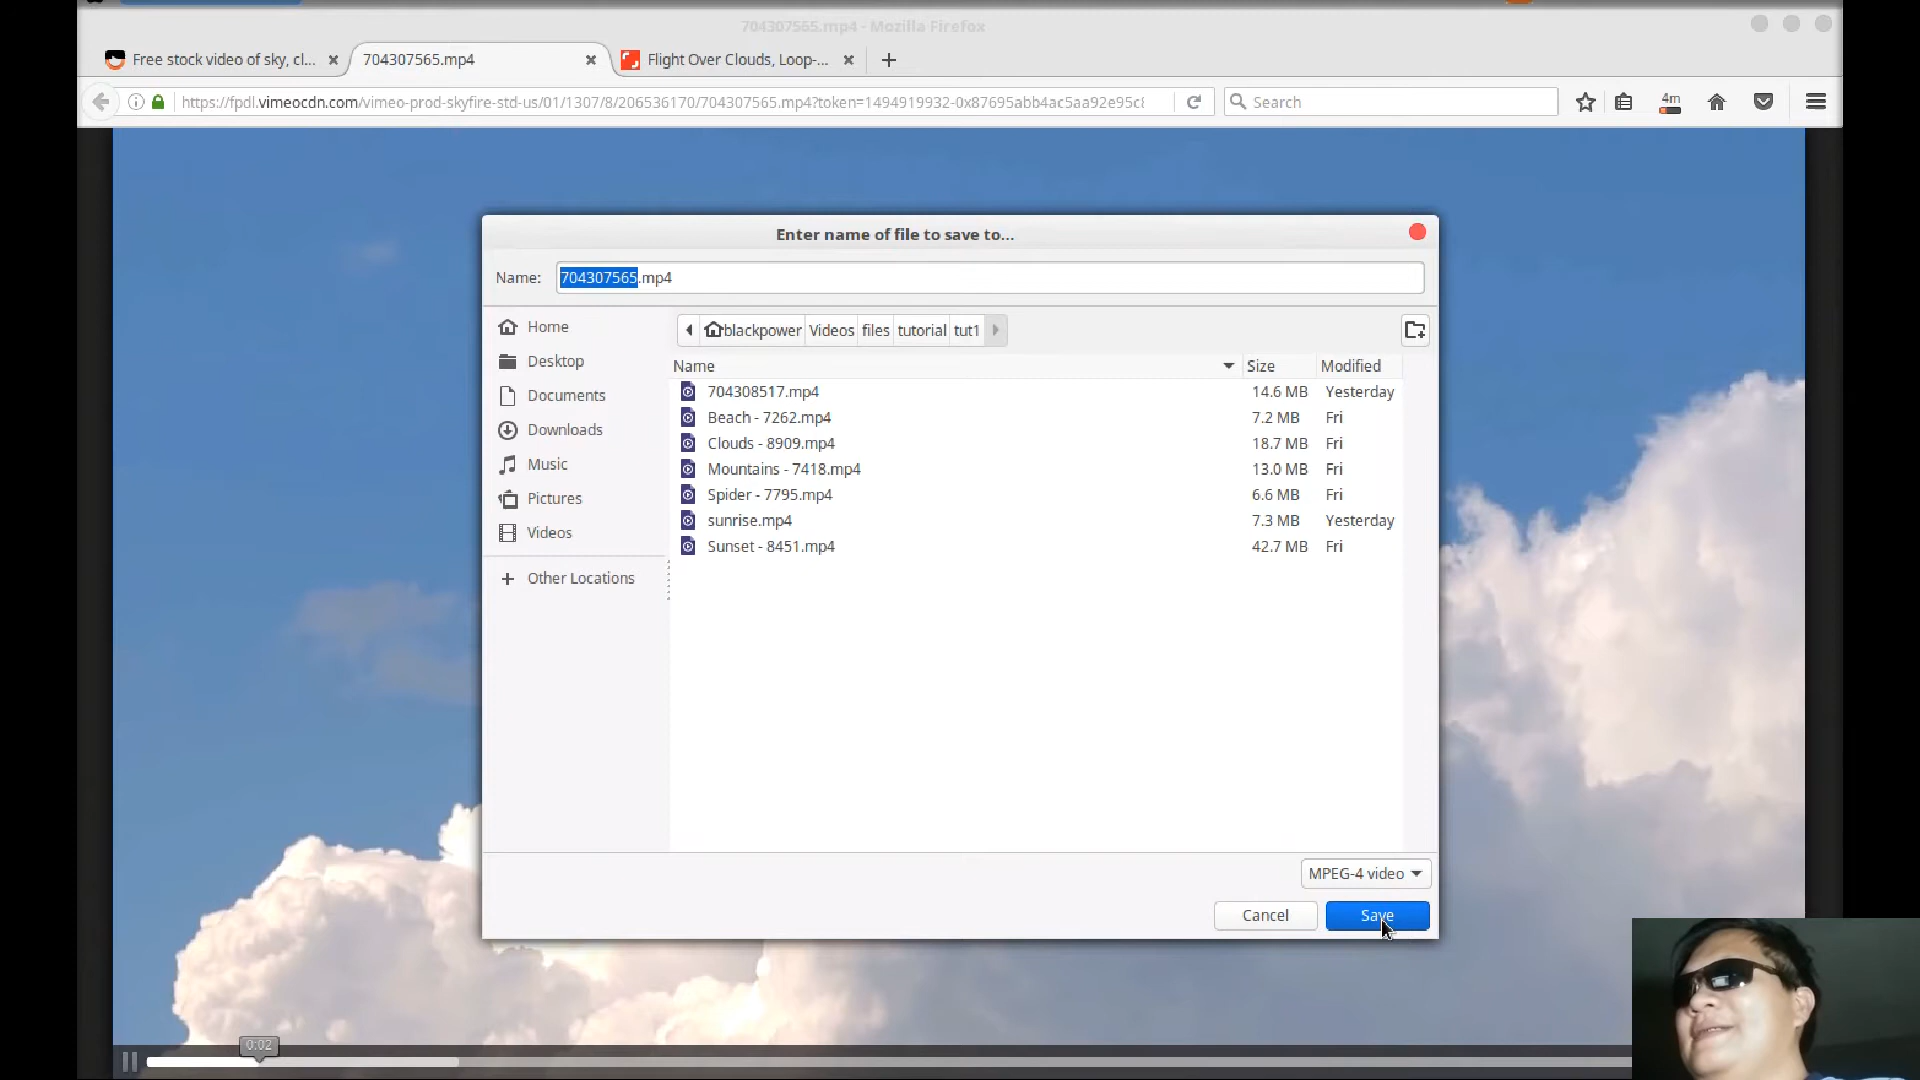 704307565.mp4 - Mozilla Firefox
Free stock video of sky, cl...
704307565.mp4
Flight Over Clouds, Loop-...
https://fpdl.vimeocdn.com/vimeo-prod-skyfire-std-us/01/1307/8/206536170/704307565.mp4?token=1494919932-0x87695abb4ac5aa92e95c8
Search
4m
Enter name of file to save to...
Name: 704307565.mp4
Home
Desktop
Documents
Downloads
Music
Pictures
Videos
Other Locations
blackpower Videos files tutorial tut1
Name Size Modified
704308517.mp4 14.6 MB Yesterday
Beach - 7262.mp4 7.2 MB Fri
Clouds - 8909.mp4 18.7 MB Fri
Mountains - 7418.mp4 13.0 MB Fri
Spider - 7795.mp4 6.6 MB Fri
sunrise.mp4 7.3 MB Yesterday
Sunset - 8451.mp4 42.7 MB Fri
MPEG-4 video
Cancel Save
0:02